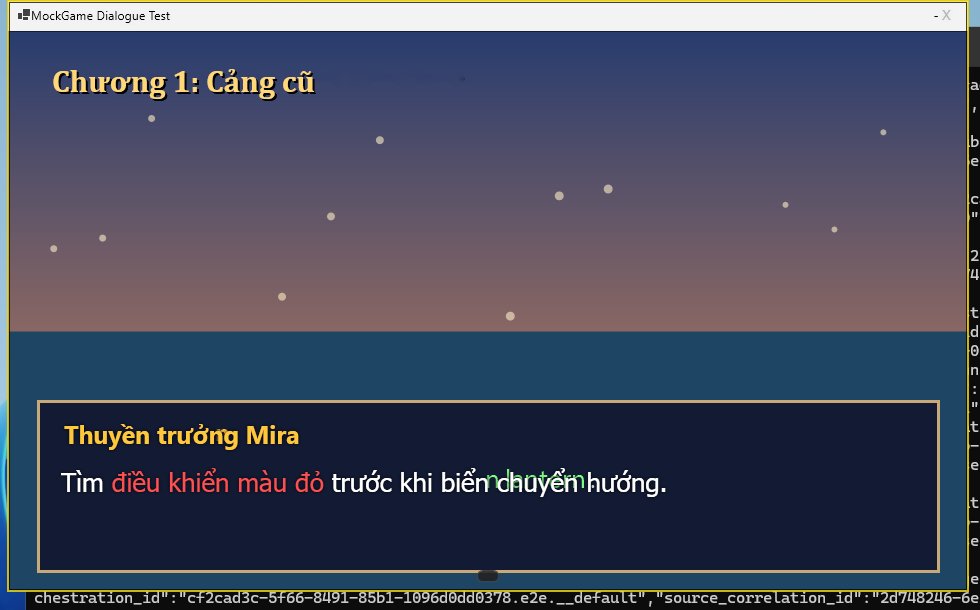 MockGame Dialogue Test
- X
Chương 1: Cảng cũ
Thuyền trưởng Mira
Tìm điều khiển màu đỏ trước khi biển chuyển hướng.
n lantern.
chestration_id":"cf2cad3c-5f66-8491-85b1-1096d0dd0378.e2e.__default","source_correlation_id":"2d748246-6e